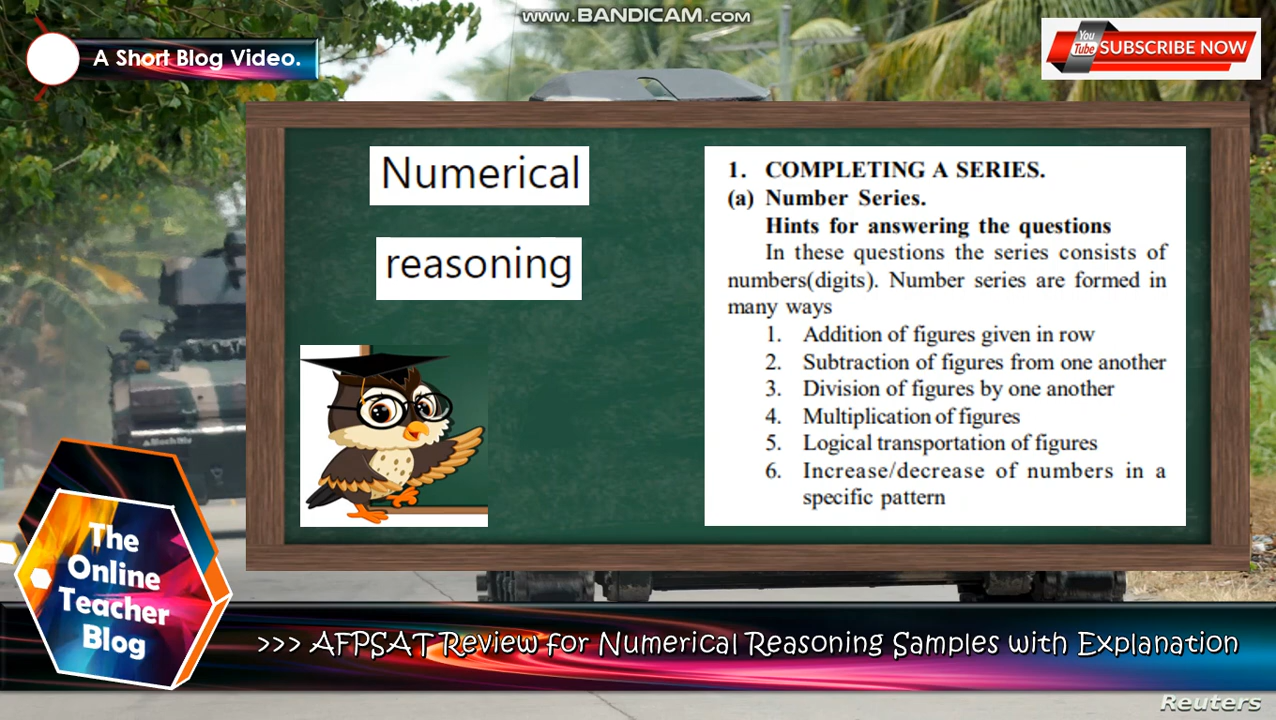 www.BANDICAM.com
A Short Blog Video.
You
Tube
SUBSCRIBE NOW
Numerical
reasoning
1. COMPLETING A SERIES.
(a) Number Series.
Hints for answering the questions
In these questions the series consists of
numbers(digits). Number series are formed in
many ways
1. Addition of figures given in row
2. Subtraction of figures from one another
3. Division of figures by one another
4. Multiplication of figures
5. Logical transportation of figures
6. Increase/decrease of numbers in a
specific pattern
The
Online
Teacher
Blog
>>> AFPSAT Review for Numerical Reasoning Samples with Explanation
Reuters